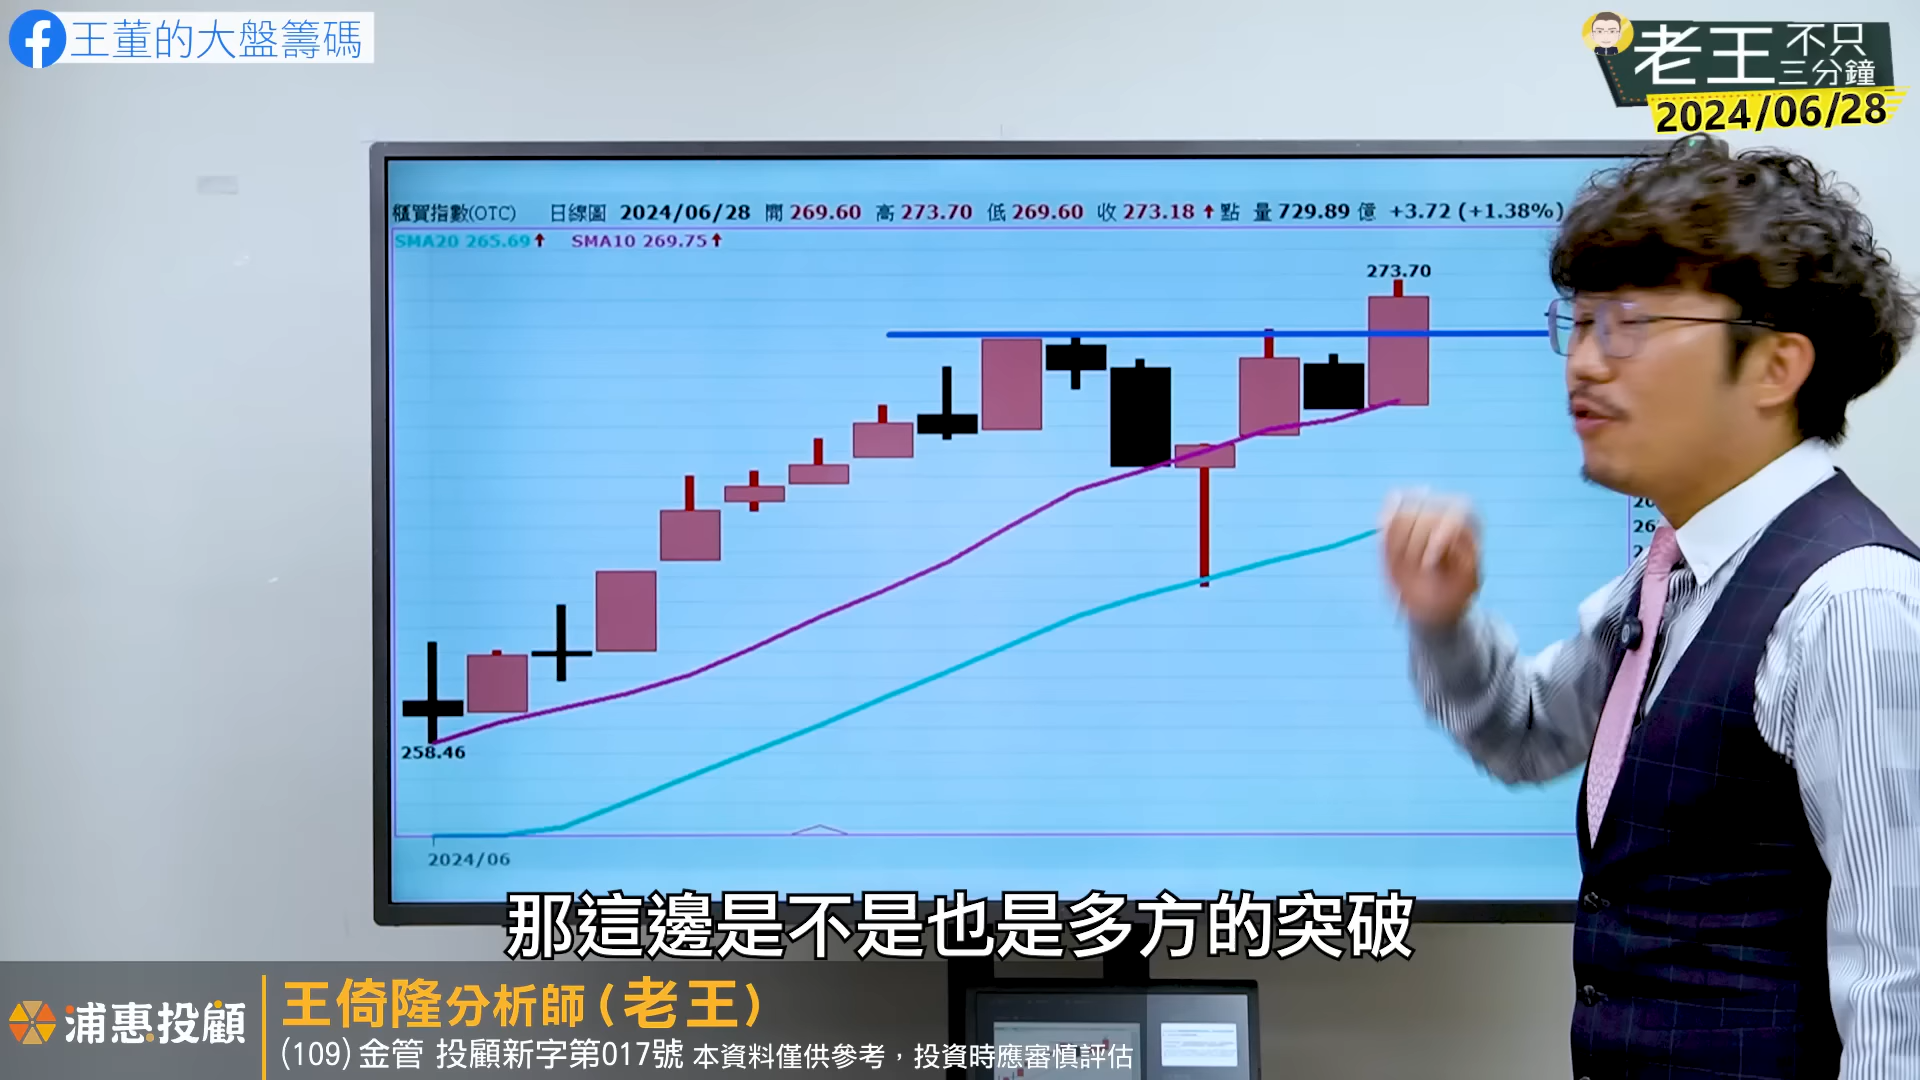 王董的大盤籌碼
老王不只三分鐘
2024/06/28
櫃買指數(OTC) 日線圖 2024/06/28 開 269.60 高 273.70 低 269.60 收 273.18 點 量 729.89 億 +3.72 (+1.38%)
SMA20 265.69 SMA10 269.75
273.70
258.46
2024/06
那這邊是不是也是多方的突破
浦惠投顧
王倚隆分析師(老王)
(109)金管 投顧新字第017號 本資料僅供參考，投資時應審慎評估